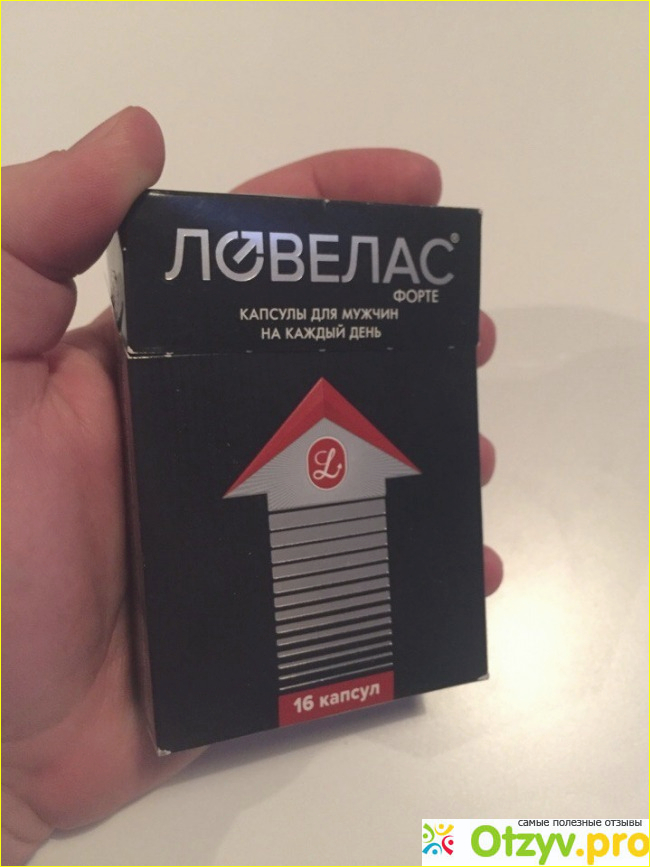 ЛОВЕЛАС®
ФОРТЕ
КАПСУЛЫ ДЛЯ МУЖЧИН
НА КАЖДЫЙ ДЕНЬ
L
16 капсул
самые полезные отзывы
Otzyv.pro